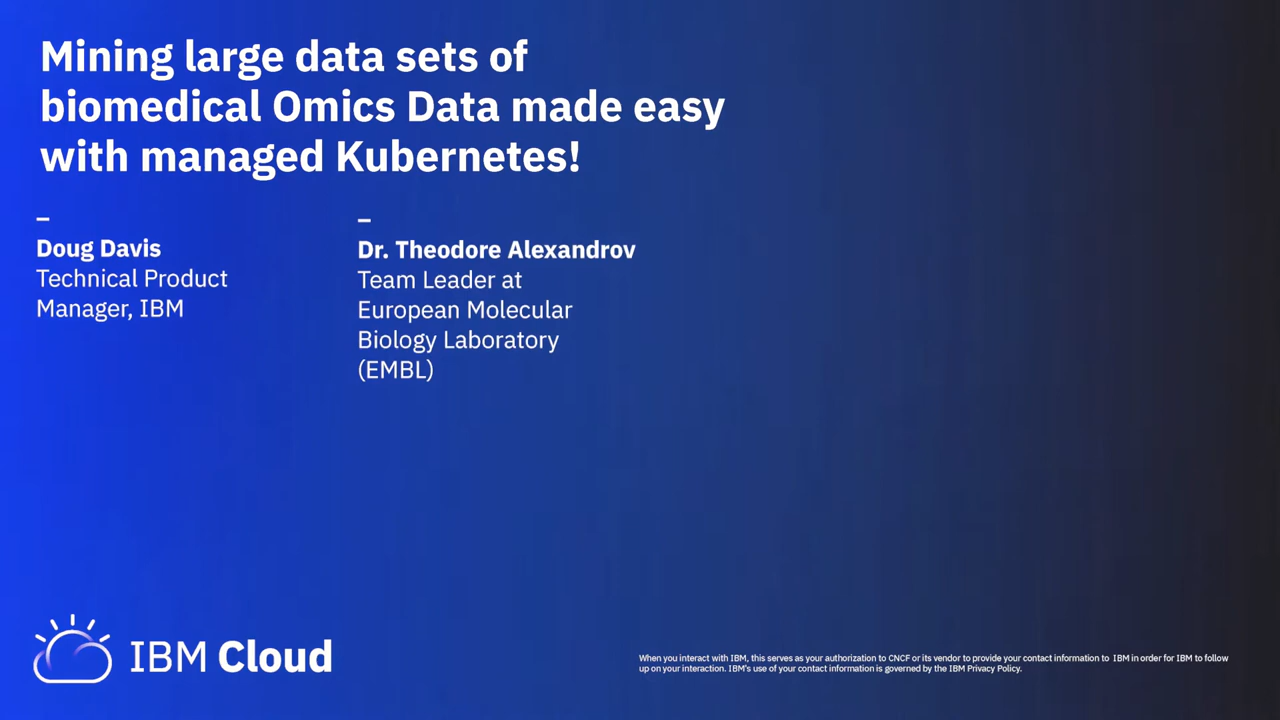 Mining large data sets of
biomedical Omics Data made easy
with managed Kubernetes!
–
Doug Davis
Technical Product
Manager, IBM
–
Dr. Theodore Alexandrov
Team Leader at
European Molecular
Biology Laboratory
(EMBL)
IBM Cloud
When you interact with IBM, this serves as your authorization to CNCF or its vendor to provide your contact information to IBM in order for IBM to follow
up on your interaction. IBM's use of your contact information is governed by the IBM Privacy Policy.